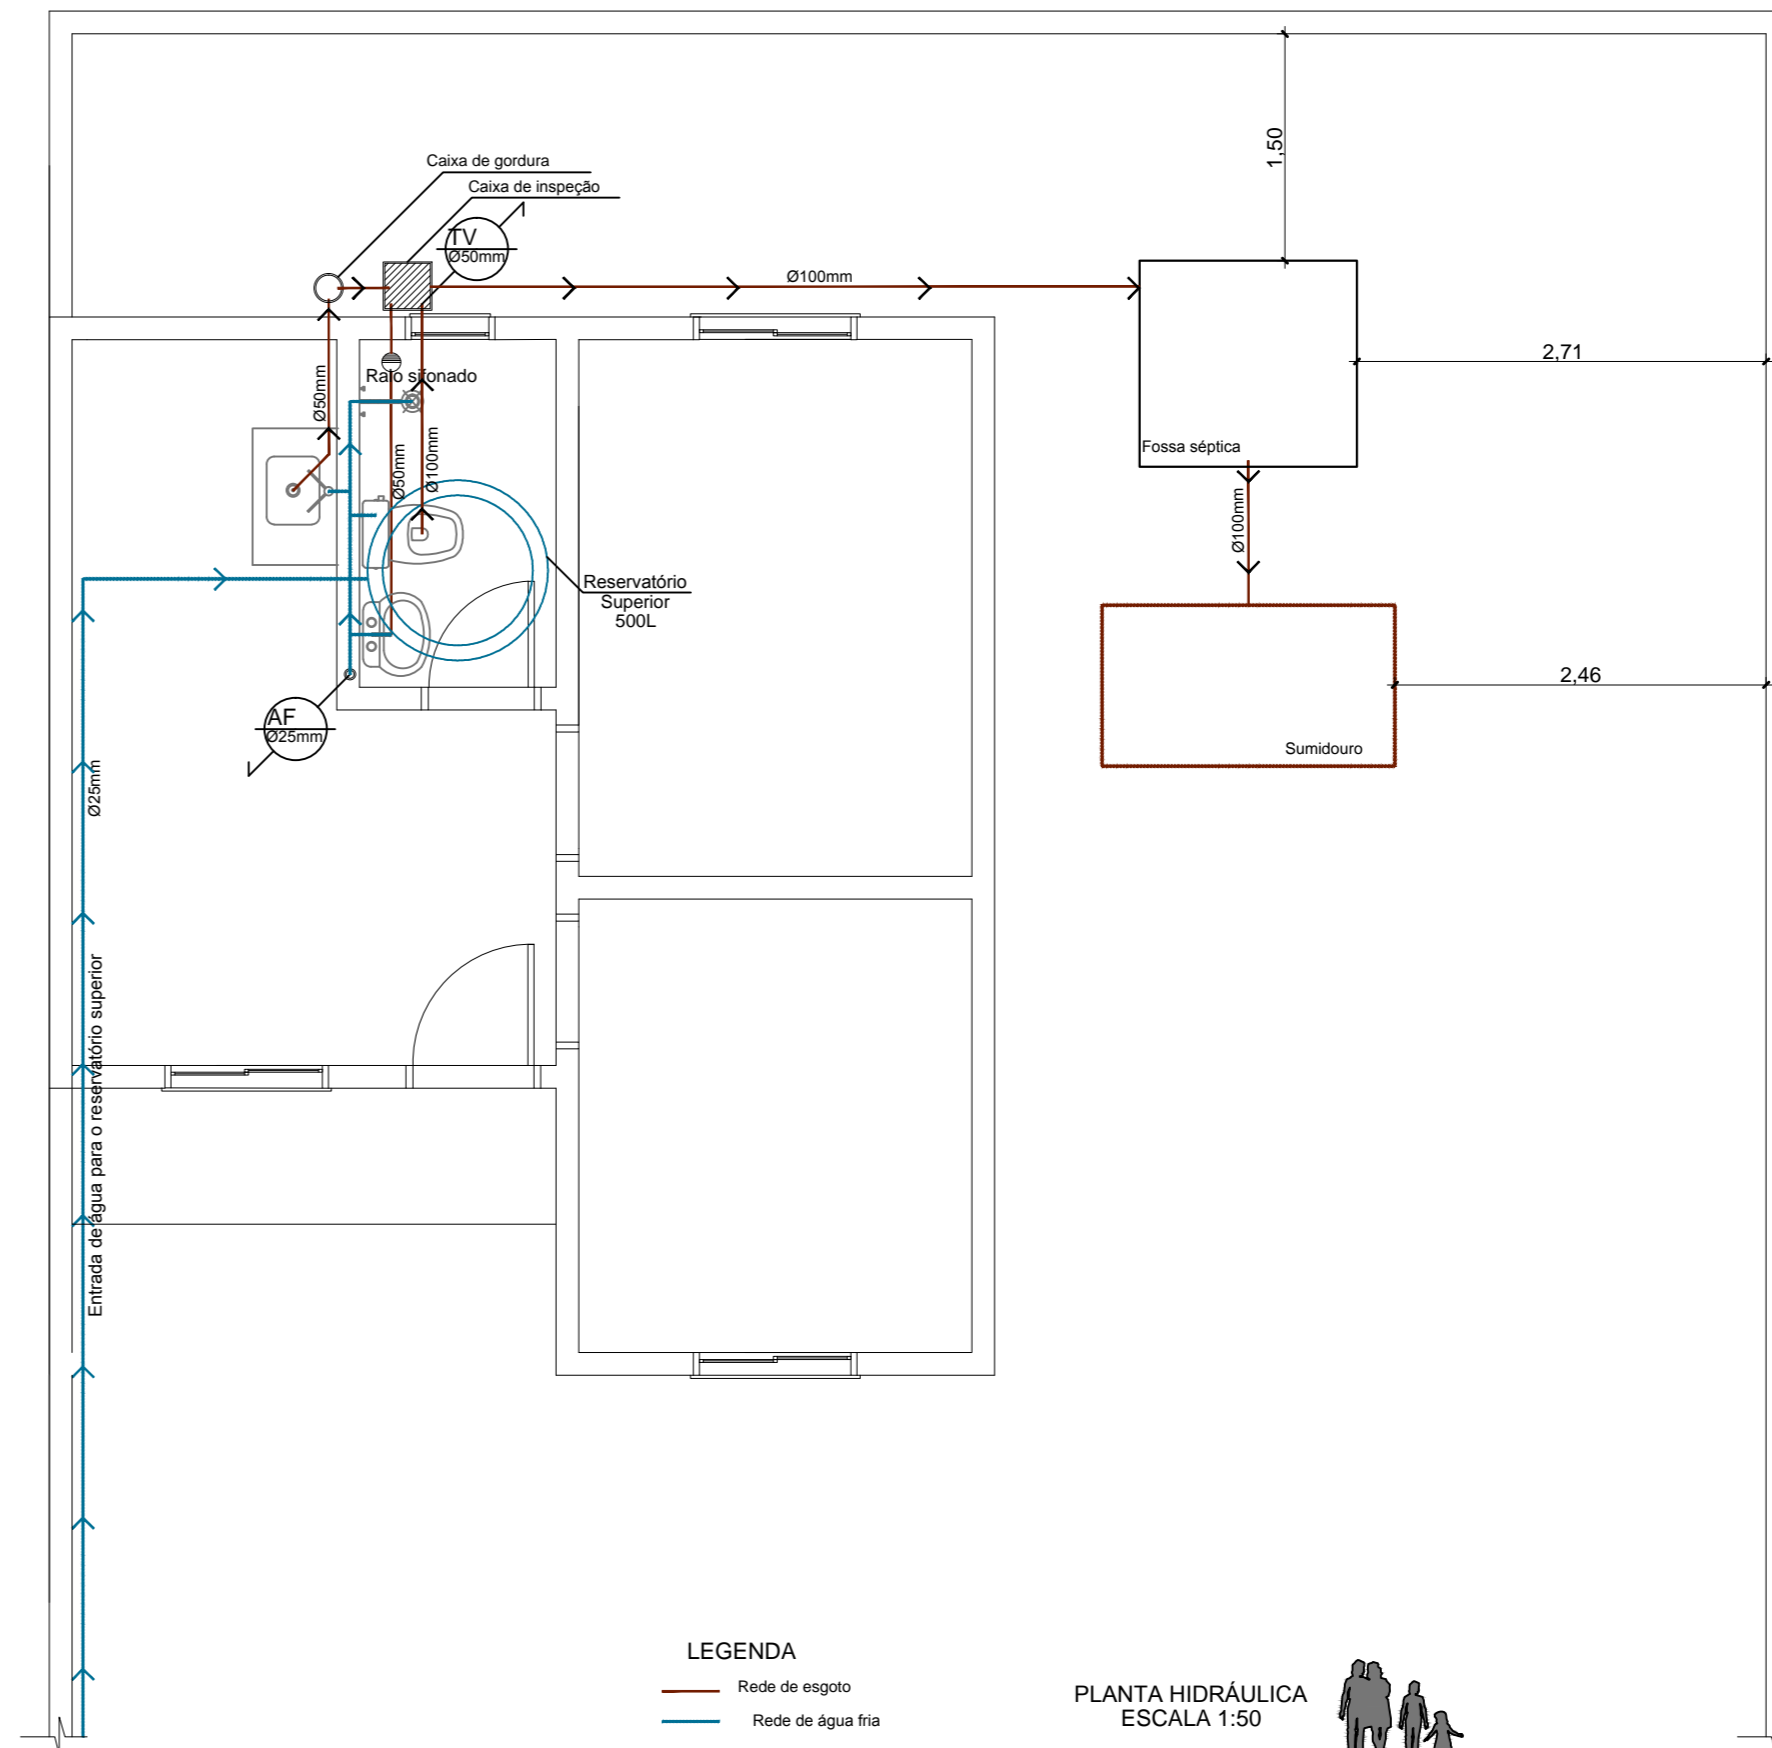 Caixa de gordura
Caixa de inspeção
TV
Ø50mm
1,50
Ø100mm
2,71
Ralo sifonado
Ø50mm
Ø50mm
Ø100mm
Fossa séptica
Ø100mm
Reservatório
Superior
500L
2,46
AF
Ø25mm
Sumidouro
Ø25mm
Entrada de água para o reservatório superior
LEGENDA
Rede de esgoto
Rede de água fria
PLANTA HIDRÁULICA
ESCALA 1:50